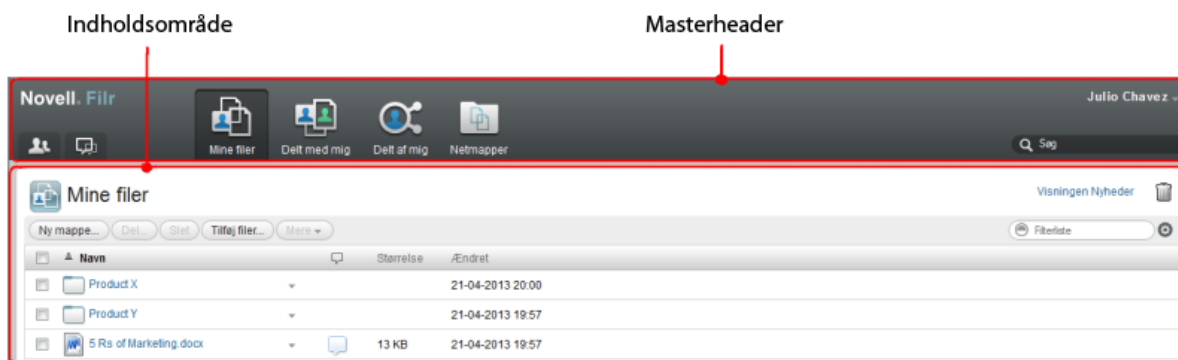 Indholdsområde
Masterheader
Novell. Filr
Julio Chavez
Mine filer
Delt med mig
Delt af mig
Netmapper
Søg
Mine filer
Visningen Nyheder
Ny mappe... Del... Slet Tilføj filer... Mere
Filterliste
Navn Størrelse Ændret
Product X 21-04-2013 20:00
Product Y 21-04-2013 19:57
5 Rs of Marketing.docx 13 KB 21-04-2013 19:57